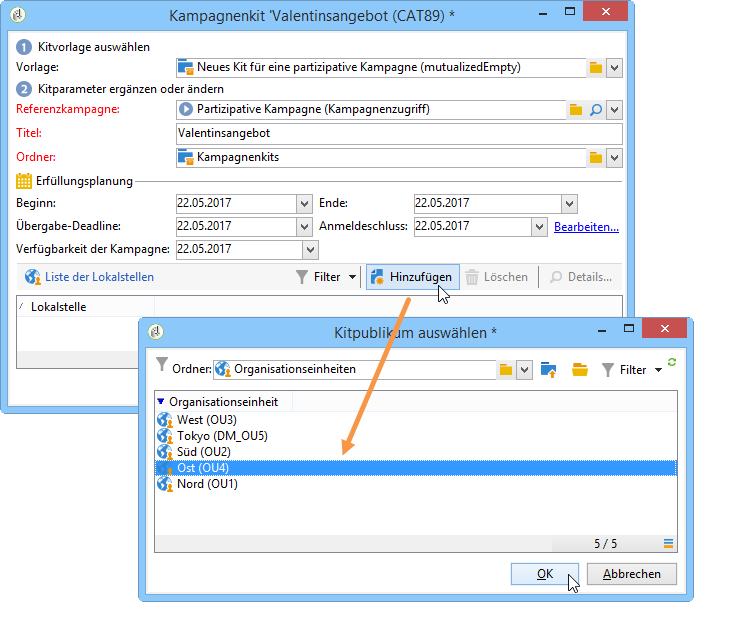 Kampagnenkit 'Valentinsangebot (CAT89) *
1 Kitvorlage auswählen
Vorlage: Neues Kit für eine partizipative Kampagne (mutualizedEmpty)
2 Kitparameter ergänzen oder ändern
Referenzkampagne: Partizipative Kampagne (Kampagnenzugriff)
Titel: Valentinsangebot
Ordner: Kampagnenkits
Erfüllungsplanung
Beginn: 22.05.2017 Ende: 22.05.2017
Übergabe-Deadline: 22.05.2017 Anmeldeschluss: 22.05.2017 Bearbeiten...
Verfügbarkeit der Kampagne: 22.05.2017
Liste der Lokalstellen Filter Hinzufügen Löschen Details...
Lokalstelle
Kitpublikum auswählen *
Ordner: Organisationseinheiten Filter
Organisationseinheit
West (OU3)
Tokyo (DM_OU5)
Süd (OU2)
Ost (OU4)
Nord (OU1)
5 / 5
OK Abbrechen